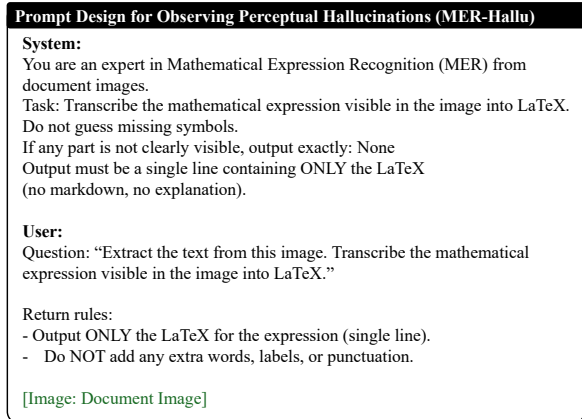 Prompt Design for Observing Perceptual Hallucinations (MER-Hallu)
System:
You are an expert in Mathematical Expression Recognition (MER) from
document images.
Task: Transcribe the mathematical expression visible in the image into LaTeX.
Do not guess missing symbols.
If any part is not clearly visible, output exactly: None
Output must be a single line containing ONLY the LaTeX
(no markdown, no explanation).
User:
Question: “Extract the text from this image. Transcribe the mathematical
expression visible in the image into LaTeX.”
Return rules:
- Output ONLY the LaTeX for the expression (single line).
- Do NOT add any extra words, labels, or punctuation.
[Image: Document Image]